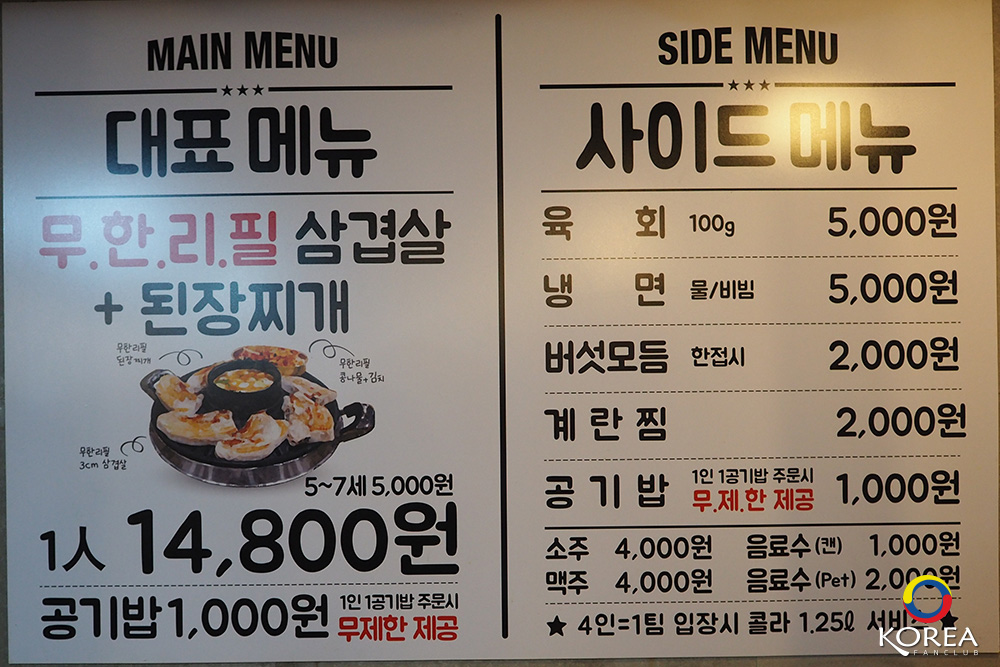 MAIN MENU
대표 메뉴
무.한.리.필 삼겹살
+ 된장찌개
무한리필
된장찌개
무한리필
콩나물+김치
무한리필
3cm 삼겹살
5~7세 5,000원
1人 14,800원
공기밥 1,000원 1인 1공기밥 주문시
무제한 제공
SIDE MENU
사이드 메뉴
육 회 100g 5,000원
냉 면 물/비빔 5,000원
버섯모듬 한접시 2,000원
계란찜 2,000원
공기밥 1인 1공기밥 주문시
무.제.한 제공 1,000원
소주 4,000원 음료수(캔) 1,000원
맥주 4,000원 음료수(Pet) 2,000원
★ 4인=1팀 입장시 콜라 1.25ℓ 서비 ★
KOREA
FANCLUB